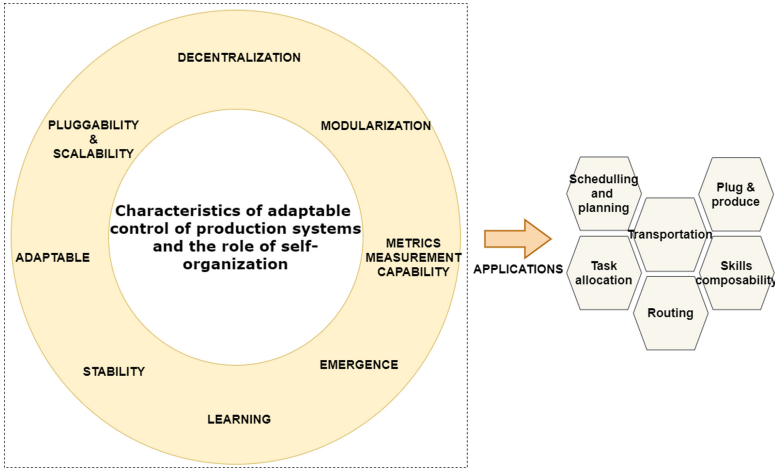 DECENTRALIZATION
PLUGGABILITY
&
SCALABILITY
MODULARIZATION
Characteristics of adaptable
control of production systems
and the role of self-
organization
ADAPTABLE
METRICS
MEASUREMENT
CAPABILITY
STABILITY
EMERGENCE
LEARNING
APPLICATIONS
Schedulling
and
planning
Plug &
produce
Transportation
Task
allocation
Skills
composability
Routing